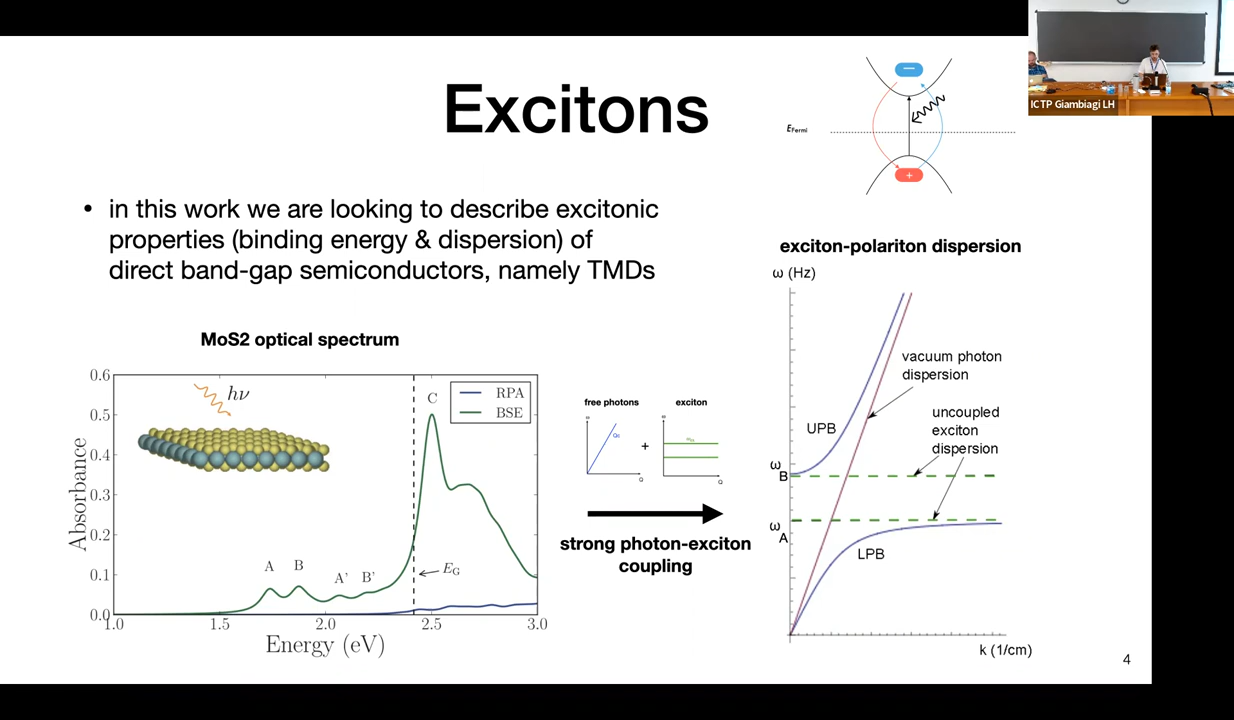 Excitons
−
E Fermi
+
ICTP Giambiagi LH
• in this work we are looking to describe excitonic
properties (binding energy & dispersion) of
direct band-gap semiconductors, namely TMDs
MoS2 optical spectrum
hν
RPA
BSE
C
A
B
A'
B'
E_G
Absorbance
0.6
0.5
0.4
0.3
0.2
0.1
0.0
1.0 1.5 2.0 2.5 3.0
Energy (eV)
free photons
exciton
+
Q
Q
strong photon-exciton
coupling
exciton-polariton dispersion
ω (Hz)
vacuum photon
dispersion
uncoupled
exciton
dispersion
UPB
ω
B
ω
A
LPB
k (1/cm)
4